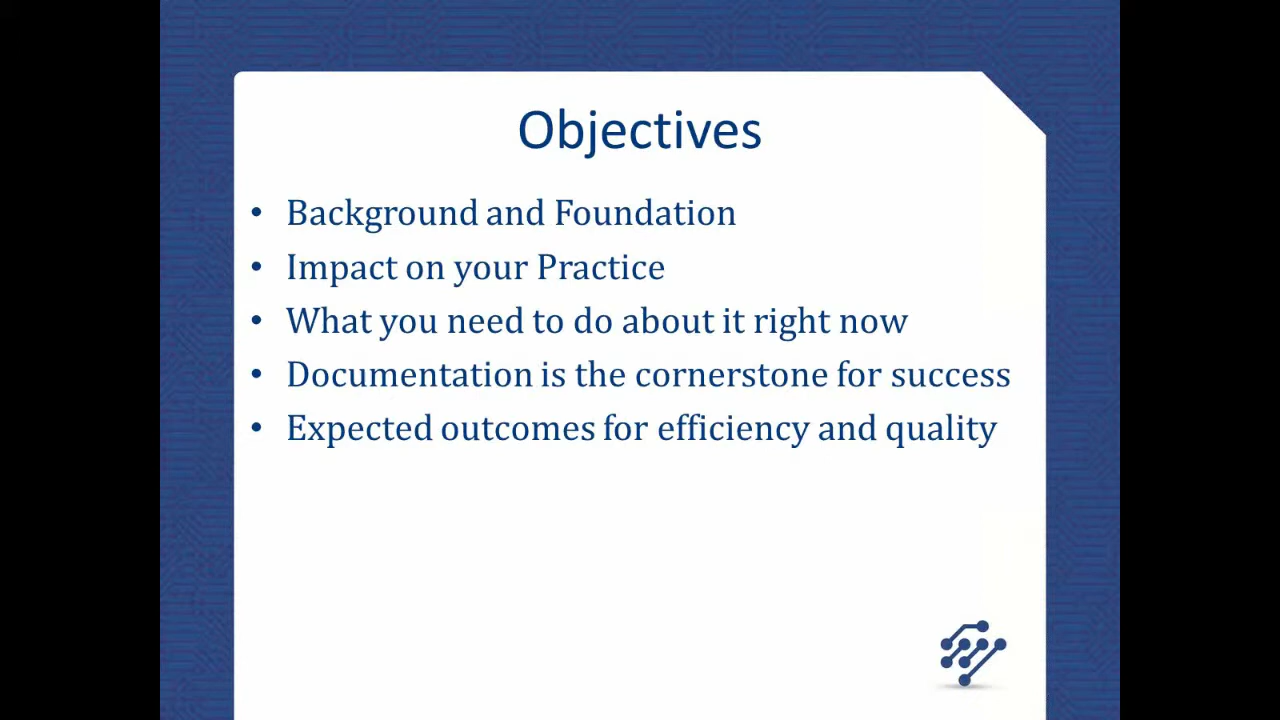 Objectives
• Background and Foundation
• Impact on your Practice
• What you need to do about it right now
• Documentation is the cornerstone for success
• Expected outcomes for efficiency and quality